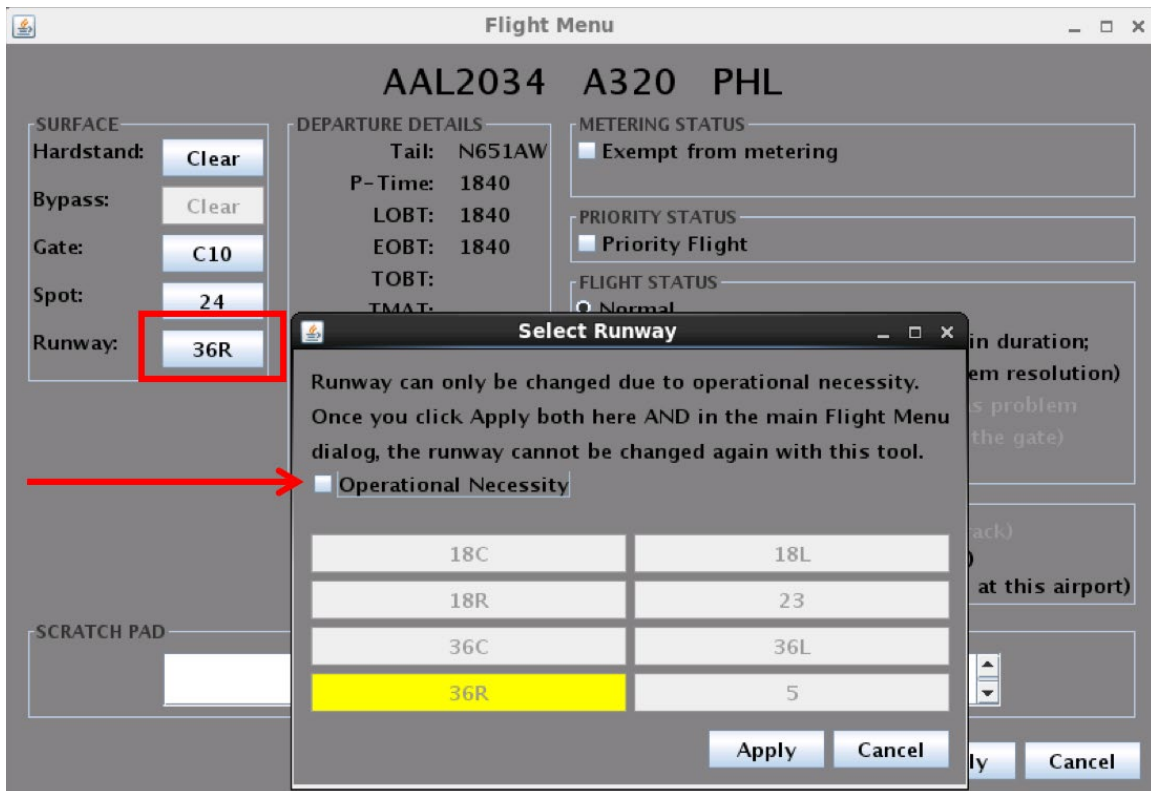 Flight Menu
AAL2034 A320 PHL
SURFACE
Hardstand: Clear
Bypass: Clear
Gate: C10
Spot: 24
Runway: 36R
DEPARTURE DETAILS
Tail: N651AW
P-Time: 1840
LOBT: 1840
EOBT: 1840
TOBT:
TMAT:
METERING STATUS
Exempt from metering
PRIORITY STATUS
Priority Flight
FLIGHT STATUS
Normal
in duration;
resolution)
problem
the gate)
at this airport)
Select Runway
Runway can only be changed due to operational necessity.
Once you click Apply both here AND in the main Flight Menu
dialog, the runway cannot be changed again with this tool.
Operational Necessity
18C 18L
18R 23
36C 36L
36R 5
Apply Cancel
SCRATCH PAD
Cancel